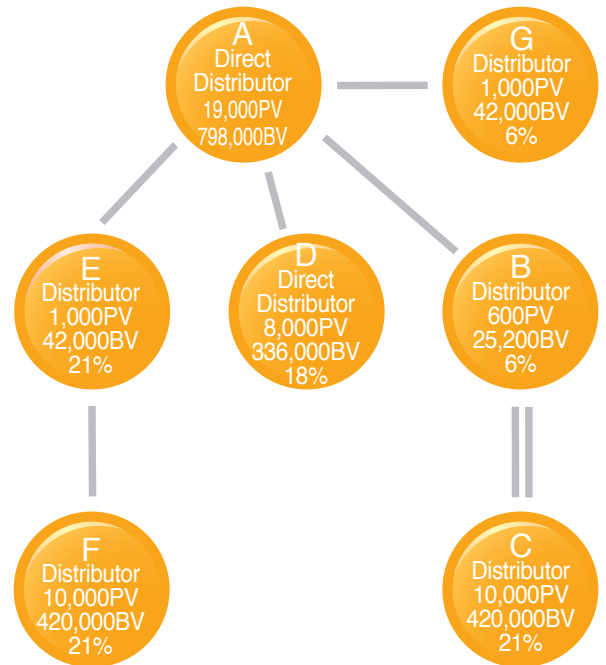 A
Direct
Distributor
19,000PV
798,000BV
G
Distributor
1,000PV
42,000BV
6%
E
Distributor
1,000PV
42,000BV
21%
D
Direct
Distributor
8,000PV
336,000BV
18%
B
Distributor
600PV
25,200BV
6%
F
Distributor
10,000PV
420,000BV
21%
C
Distributor
10,000PV
420,000BV
21%